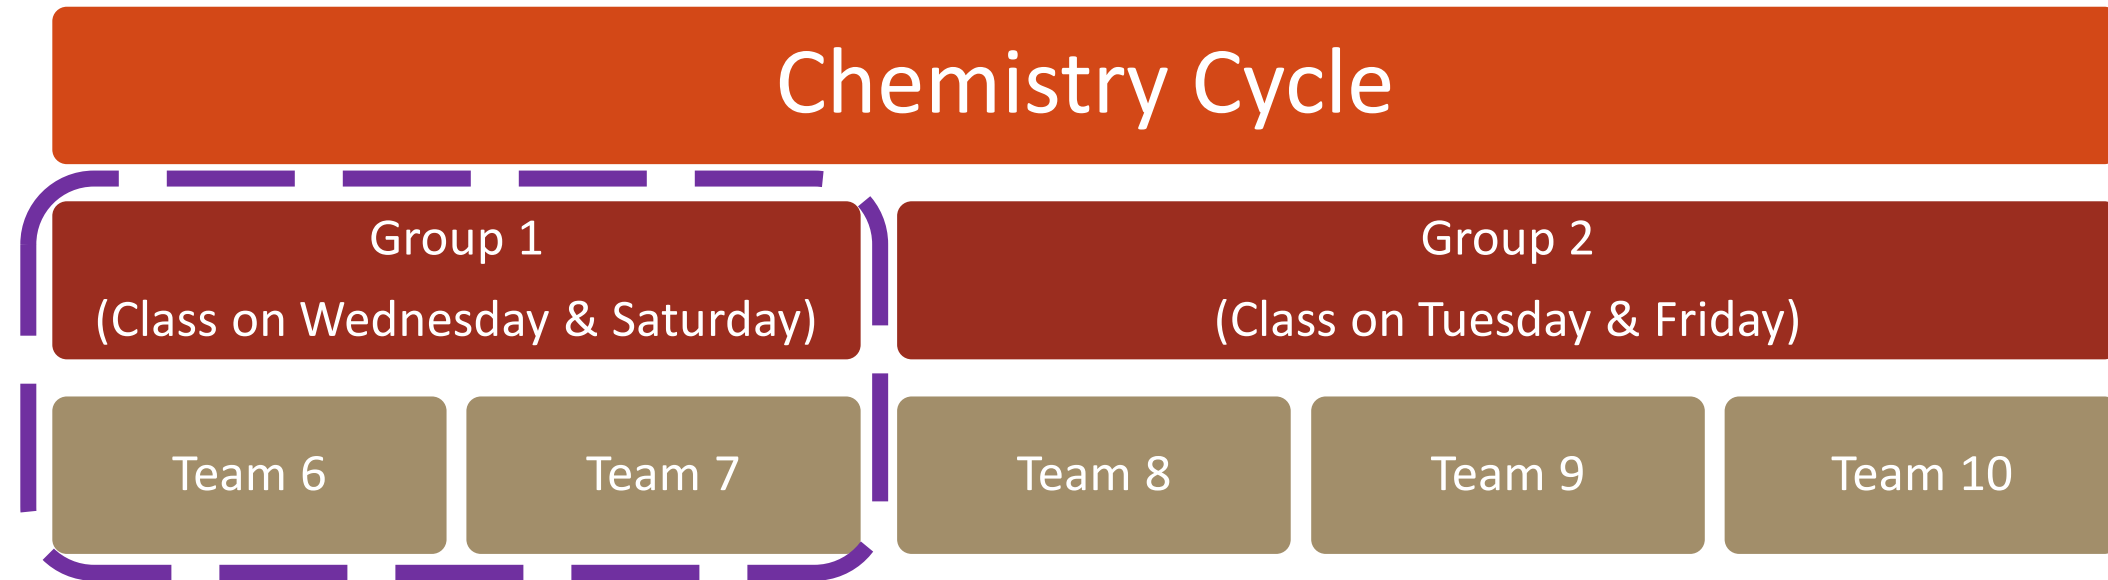 Chemistry Cycle
Group 1
(Class on Wednesday & Saturday)
Group 2
(Class on Tuesday & Friday)
Team 6
Team 7
Team 8
Team 9
Team 10